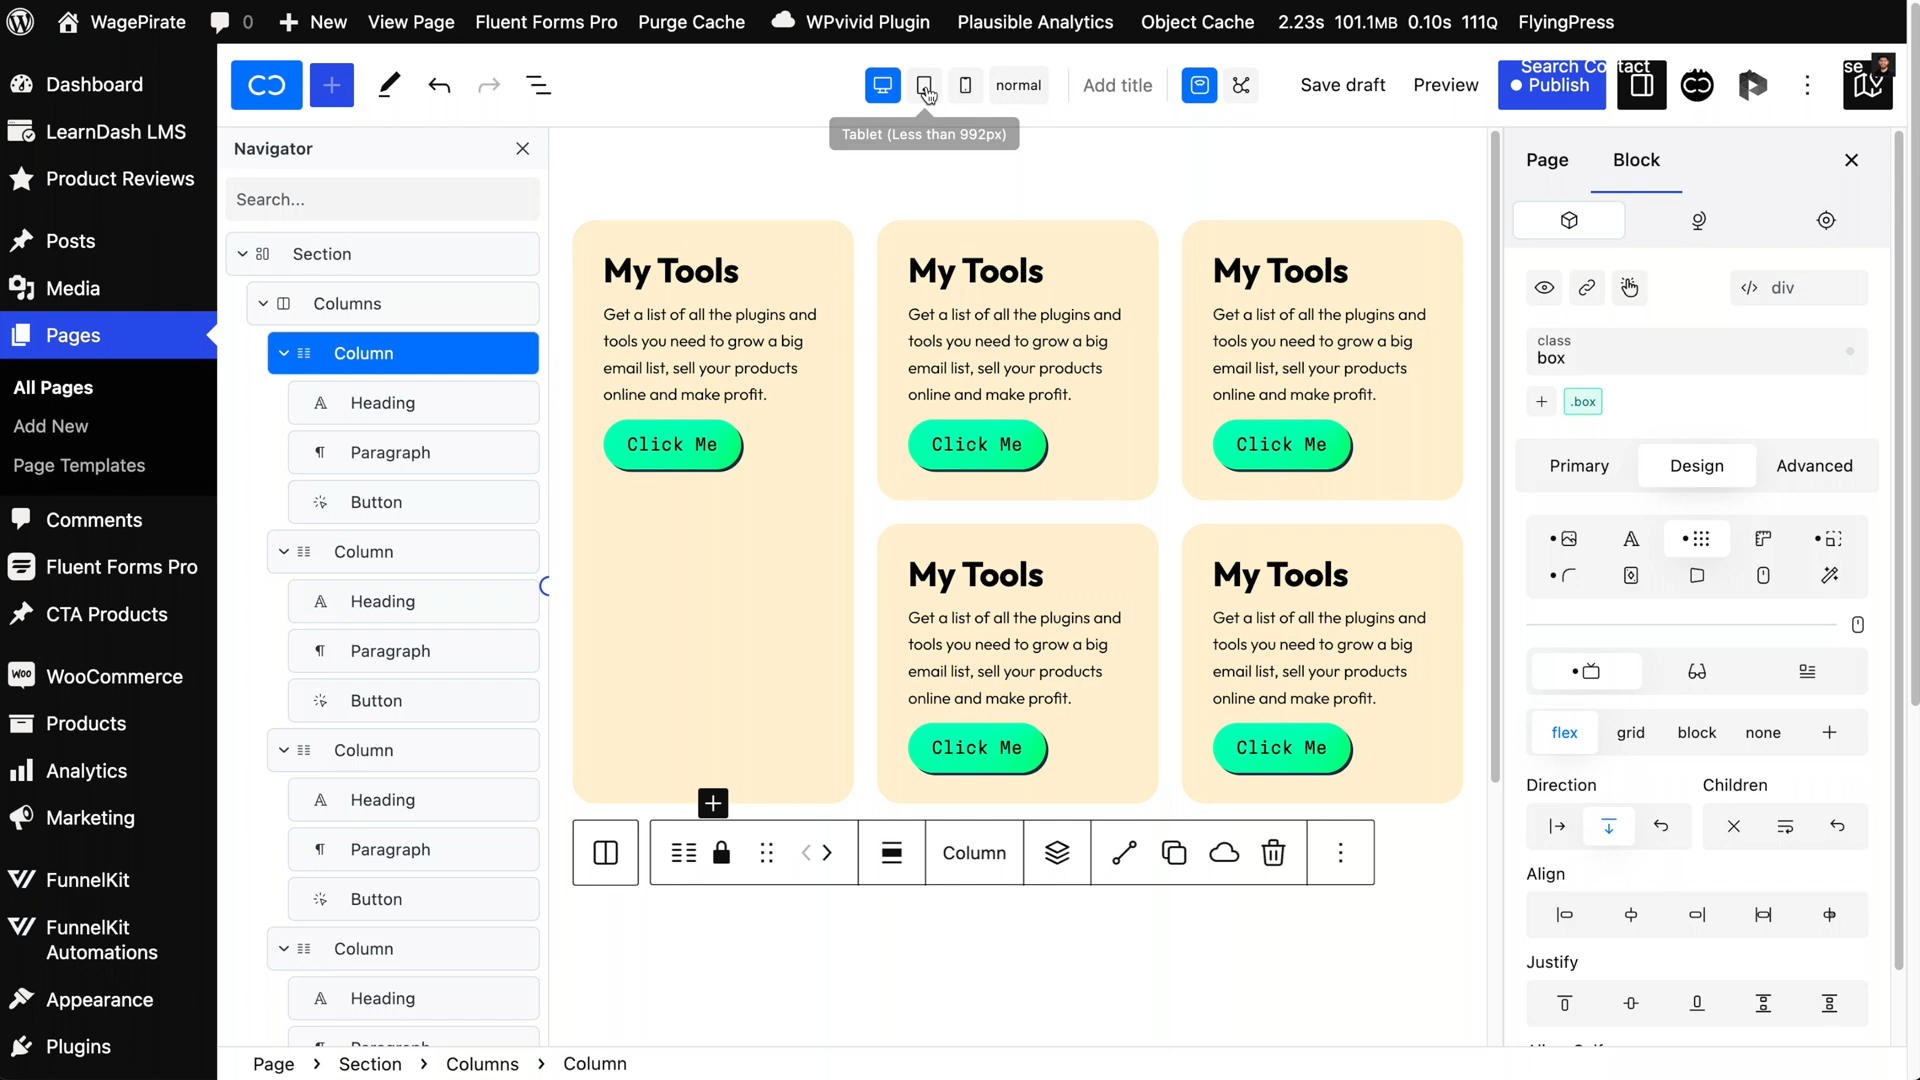 WagePirate 0 New View Page Fluent Forms Pro Purge Cache WPvivid Plugin Plausible Analytics Object Cache 2.23s 101.1MB 0.10s 111Q FlyingPress
Search Co tact
se
normal Add title Save draft Preview Publish
Tablet (Less than 992px)
Dashboard
LearnDash LMS
Product Reviews
Posts
Media
Pages
All Pages
Add New
Page Templates
Comments
Fluent Forms Pro
CTA Products
WooCommerce
Products
Analytics
Marketing
FunnelKit
FunnelKit
Automations
Appearance
Plugins
Navigator
Search...
Section
Columns
Column
Heading
Paragraph
Button
Column
Heading
Paragraph
Button
Column
Heading
Paragraph
Button
Column
Heading
My Tools
Get a list of all the plugins and
tools you need to grow a big
email list, sell your products
online and make profit.
Click Me
My Tools
Get a list of all the plugins and
tools you need to grow a big
email list, sell your products
online and make profit.
Click Me
My Tools
Get a list of all the plugins and
tools you need to grow a big
email list, sell your products
online and make profit.
Click Me
My Tools
Get a list of all the plugins and
tools you need to grow a big
email list, sell your products
online and make profit.
Click Me
My Tools
Get a list of all the plugins and
tools you need to grow a big
email list, sell your products
online and make profit.
Click Me
Column
Page Block
</> div
class
box
.box
Primary Design Advanced
flex grid block none
Direction Children
Align
Justify
Page > Section > Columns > Column